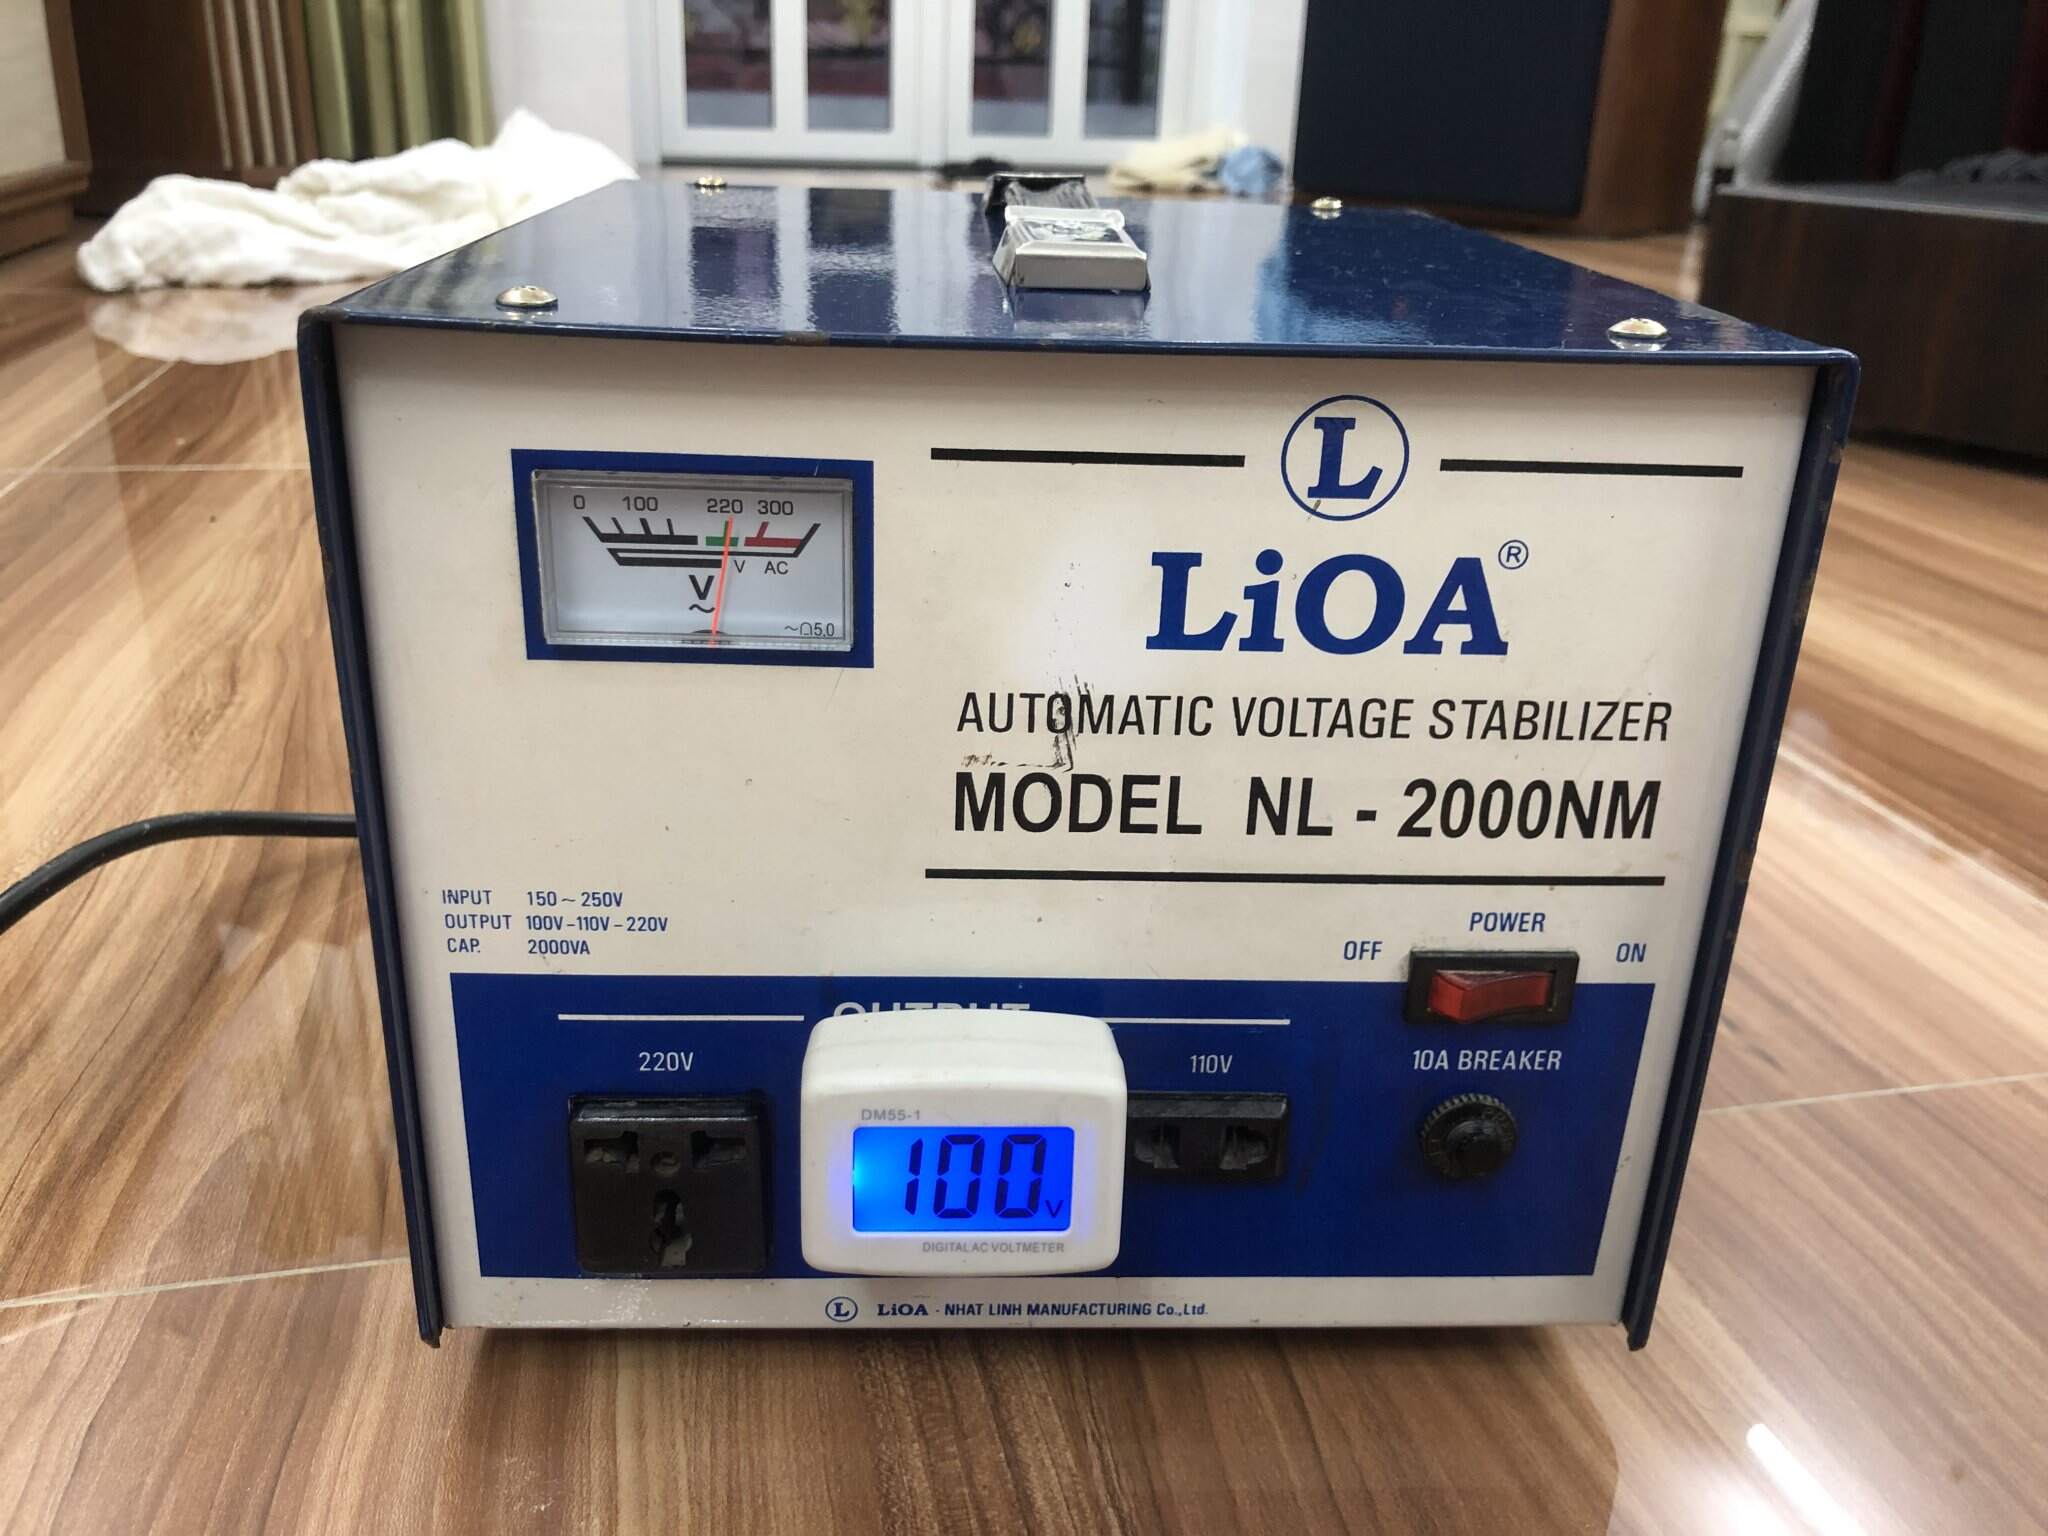 0 100 220 300
V AC
V
~
~ 5.0
L
LiOA®
AUTOMATIC VOLTAGE STABILIZER
MODEL NL - 2000NM
INPUT 150 ~ 250V
OUTPUT 100V-110V-220V
CAP. 2000VA
POWER
OFF ON
OUTPUT
220V 110V 10A BREAKER
DM55-1
100V
DIGITAL AC VOLTMETER
L LiOA - NHAT LINH MANUFACTURING Co.,Ltd.